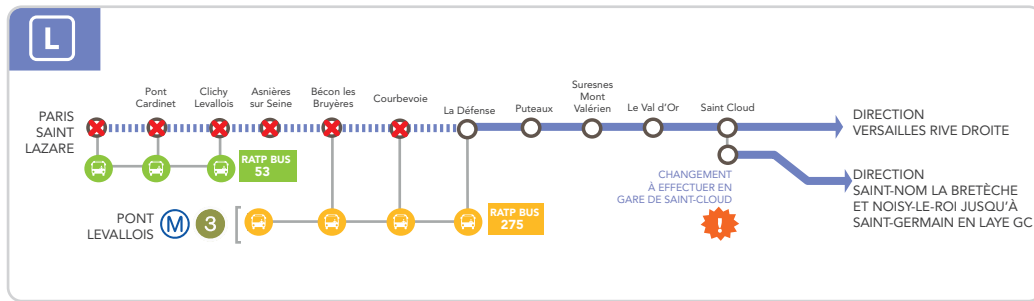 L
Pont
Cardinet
Clichy
Levallois
Asnières
sur Seine
Bécon les
Bruyères
Courbevoie
La Défense
Puteaux
Suresnes
Mont
Valérien
Le Val d'Or
Saint Cloud
PARIS
SAINT
LAZARE
DIRECTION
VERSAILLES RIVE DROITE
RATP BUS
53
CHANGEMENT
À EFFECTUER EN
GARE DE SAINT-CLOUD
!
DIRECTION
SAINT-NOM LA BRETÈCHE
ET NOISY-LE-ROI JUSQU'À
SAINT-GERMAIN EN LAYE GC
PONT
LEVALLOIS
M
3
RATP BUS
275